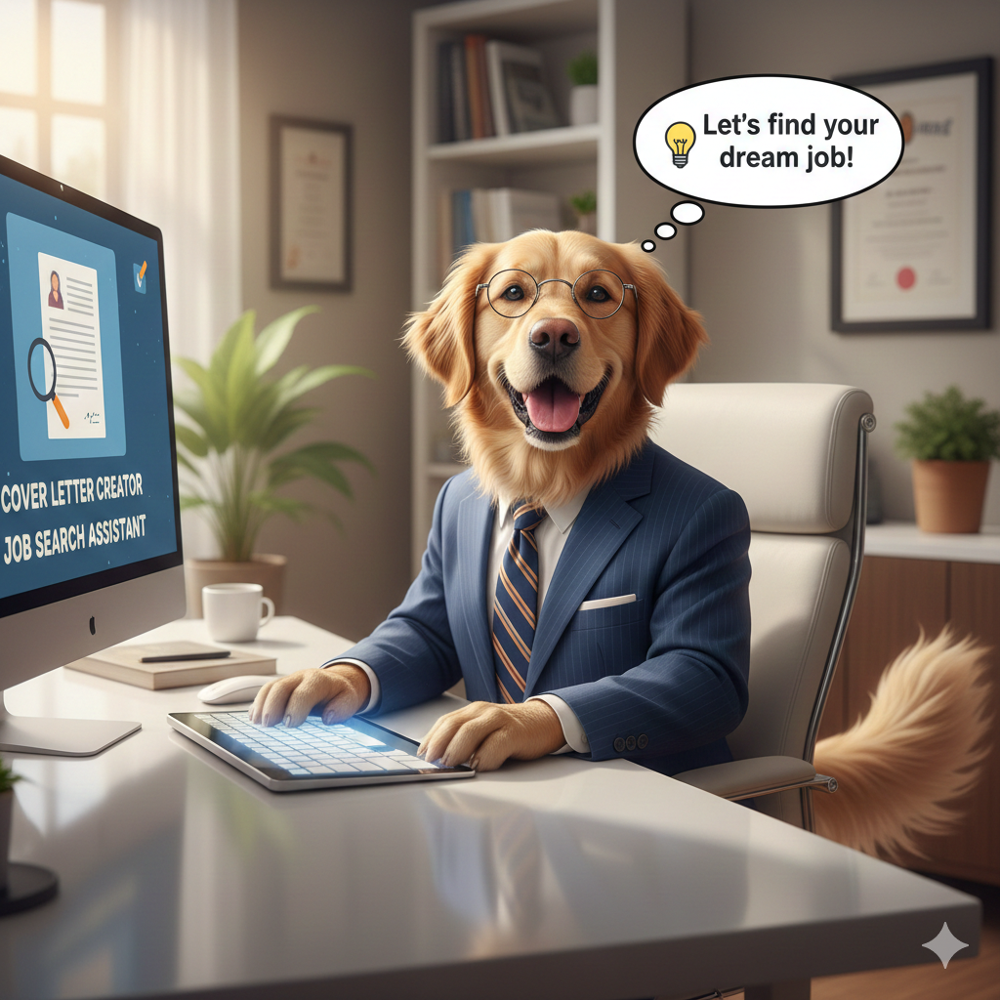 Let's find your
dream job!
COVER LETTER CREATOR
JOB SEARCH ASSISTANT